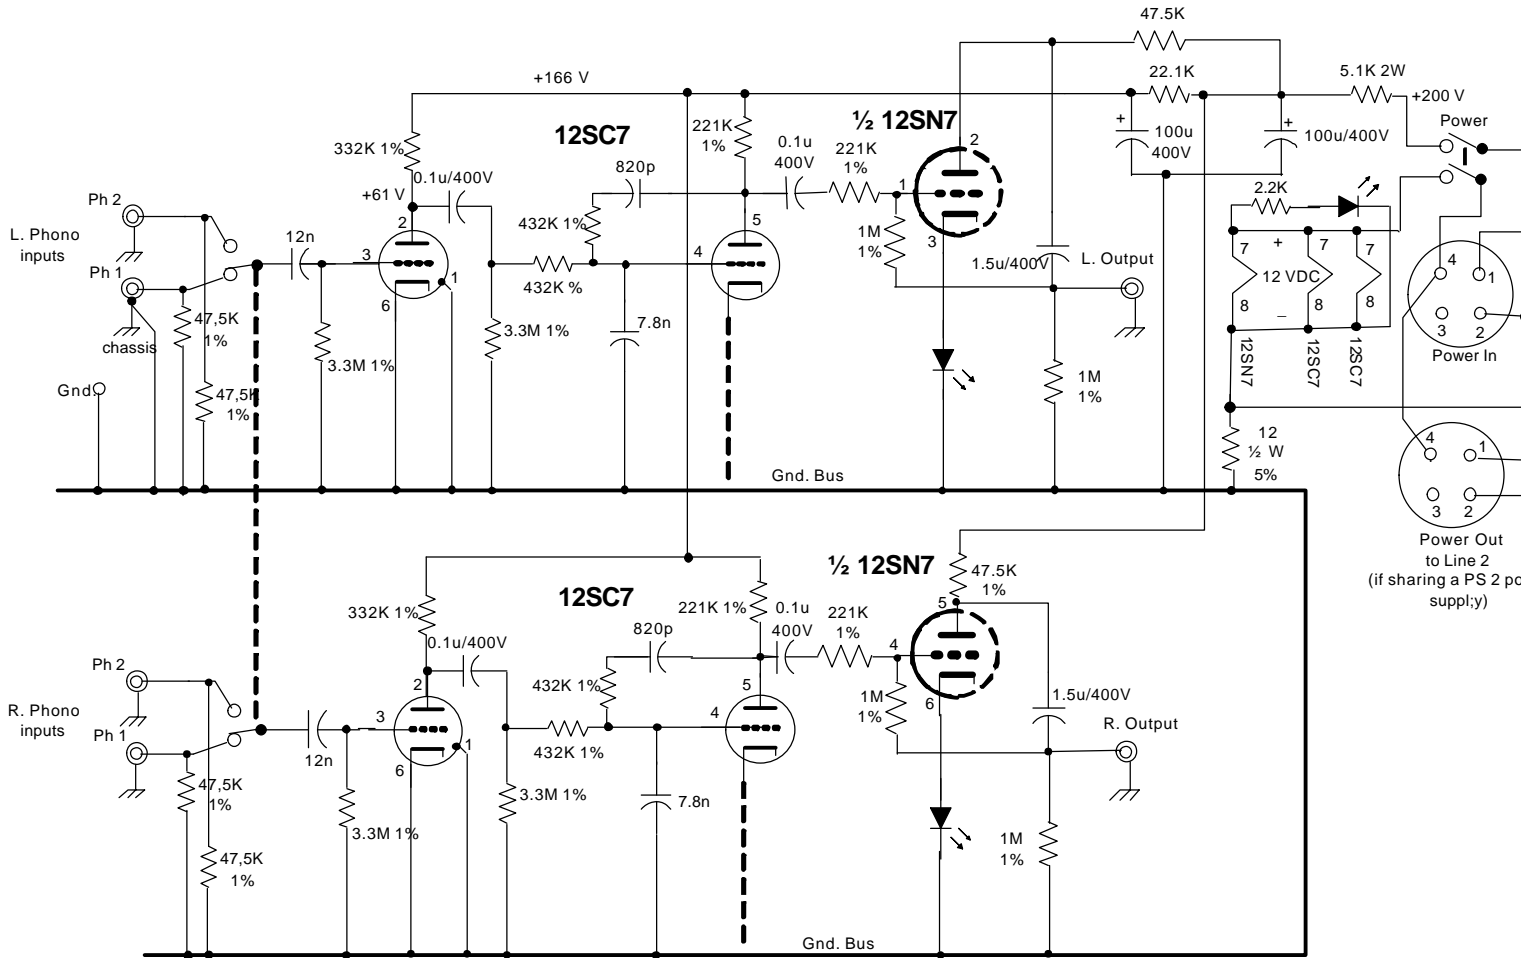 47.5K
+166 V
22.1K
5.1K 2W
+200 V
½ 12SN7
12SC7
221K
1%
332K 1%
0.1u
400V
221K
1%
2
+
100u
400V
+
100u/400V
Power
820p
0.1u/400V
+61 V
Ph 2
L. Phono
inputs
12n
2
3
1
6
432K 1%
432K %
5
4
1
3
1M
1%
1.5u/400V
L. Output
2.2K
7
+
7
7
12 VDC
8
_
8
8
12SN7
12SC7
12SC7
4
1
3
2
Power In
Ph 1
chassis
47,5K
1%
3.3M 1%
3.3M 1%
7.8n
Gnd.
47,5K
1%
1M
1%
12
½ W
5%
4
1
3
2
Gnd. Bus
Power Out
to Line 2
(if sharing a PS 2 po
suppl;y)
½ 12SN7
12SC7
47.5K
1%
332K 1%
221K 1%
0.1u
400V
221K
1%
5
820p
0.1u/400V
Ph 2
R. Phono
inputs
Ph 1
12n
2
3
1
6
432K 1%
432K 1%
5
4
4
6
1M
1%
1.5u/400V
R. Output
47,5K
1%
3.3M 1%
3.3M 1%
7.8n
47,5K
1%
1M
1%
Gnd. Bus